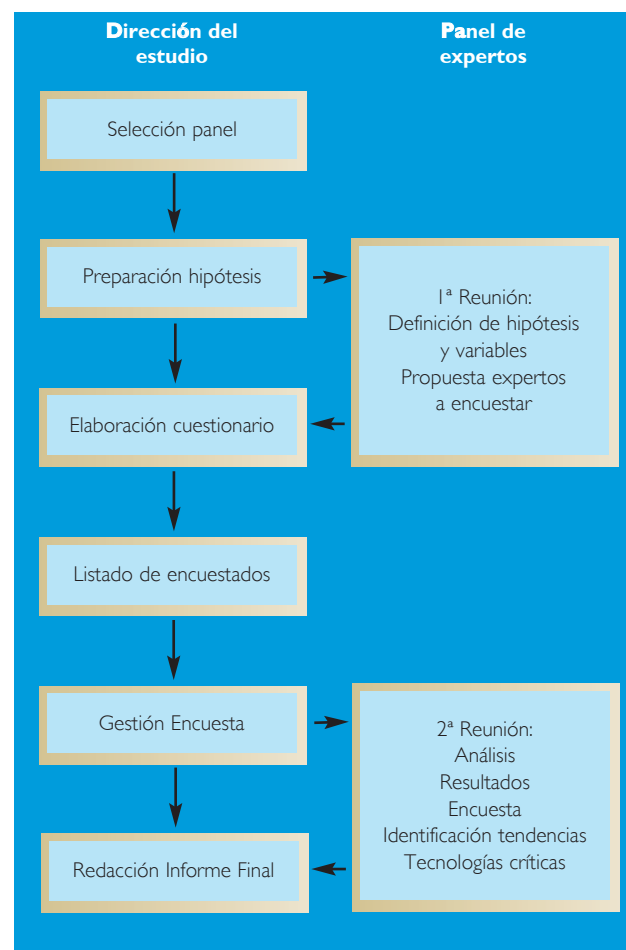 Dirección del
estudio
Panel de
expertos
Selección panel
Preparación hipótesis
1ª Reunión:
Definición de hipótesis
y variables
Propuesta expertos
a encuestar
Elaboración cuestionario
Listado de encuestados
Gestión Encuesta
2ª Reunión:
Análisis
Resultados
Encuesta
Identificación tendencias
Tecnologías críticas
Redacción Informe Final